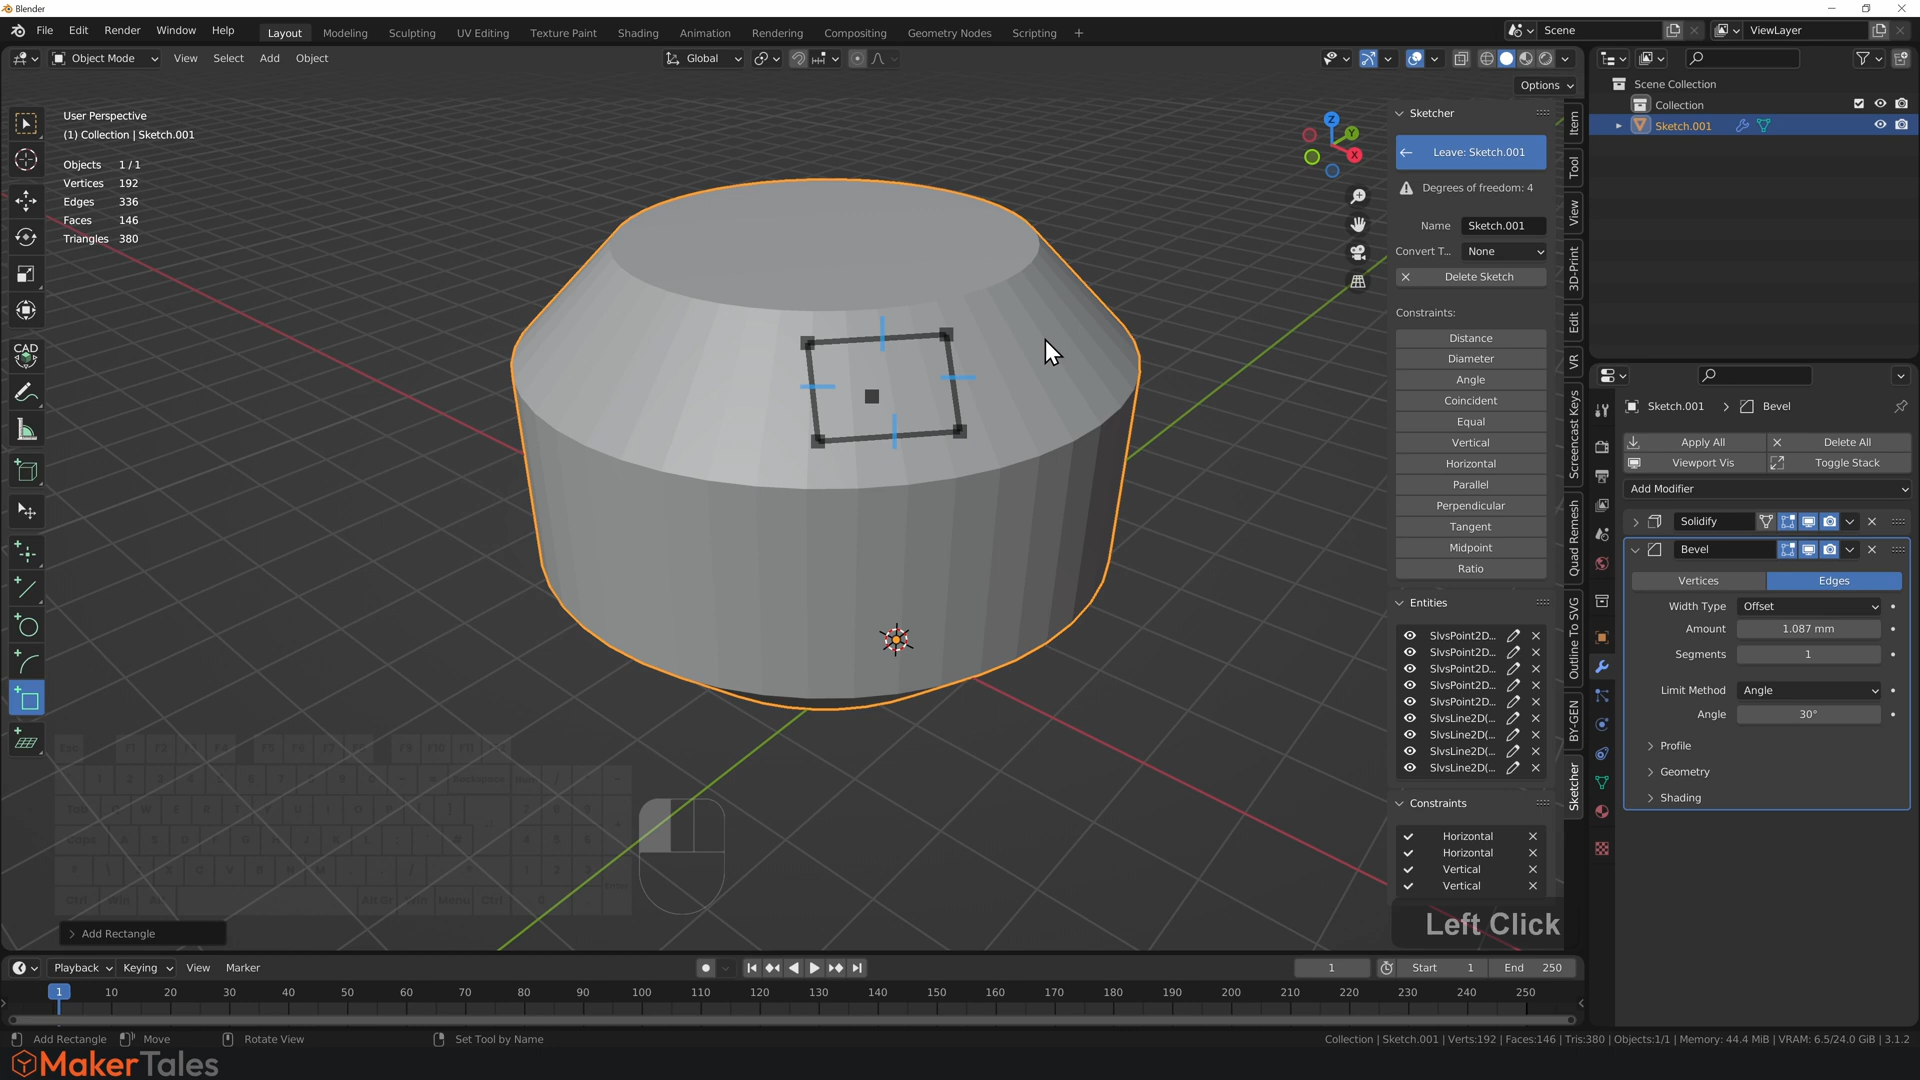 Blender
File Edit Render Window Help Layout Modeling Sculpting UV Editing Texture Paint Shading Animation Rendering Compositing Geometry Nodes Scripting + Scene ViewLayer
Object Mode View Select Add Object Global
Options
User Perspective
(1) Collection | Sketch.001
Objects 1/1
Vertices 192
Edges 336
Faces 146
Triangles 380
CAD
Z
Y
X
Sketcher
Leave: Sketch.001
Degrees of freedom: 4
Name Sketch.001
Convert T... None
Delete Sketch
Constraints:
Distance
Diameter
Angle
Coincident
Equal
Vertical
Horizontal
Parallel
Perpendicular
Tangent
Midpoint
Ratio
Entities
SlvsPoint2D...
SlvsPoint2D...
SlvsPoint2D...
SlvsPoint2D...
SlvsPoint2D...
SlvsLine2D(...
SlvsLine2D(...
SlvsLine2D(...
SlvsLine2D(...
Constraints
Horizontal
Horizontal
Vertical
Vertical
Left Click
Item
Tool
View
3D-Print
Edit
VR
Screencast Keys
Quad Remesh
Outline To SVG
BY-GEN
Sketcher
Scene Collection
Collection
Sketch.001
Sketch.001 > Bevel
Apply All Delete All
Viewport Vis Toggle Stack
Add Modifier
Solidify
Bevel
Vertices Edges
Width Type Offset
Amount 1.087 mm
Segments 1
Limit Method Angle
Angle 30°
Profile
Geometry
Shading
Add Rectangle
Playback Keying View Marker 1 Start 1 End 250
1 10 20 30 40 50 60 70 80 90 100 110 120 130 140 150 160 170 180 190 200 210 220 230 240 250
Add Rectangle Move Rotate View Set Tool by Name Collection | Sketch.001 | Verts:192 | Faces:146 | Tris:380 | Objects:1/1 | Memory: 44.4 MiB | VRAM: 6.5/24.0 GiB | 3.1.2
MakerTales